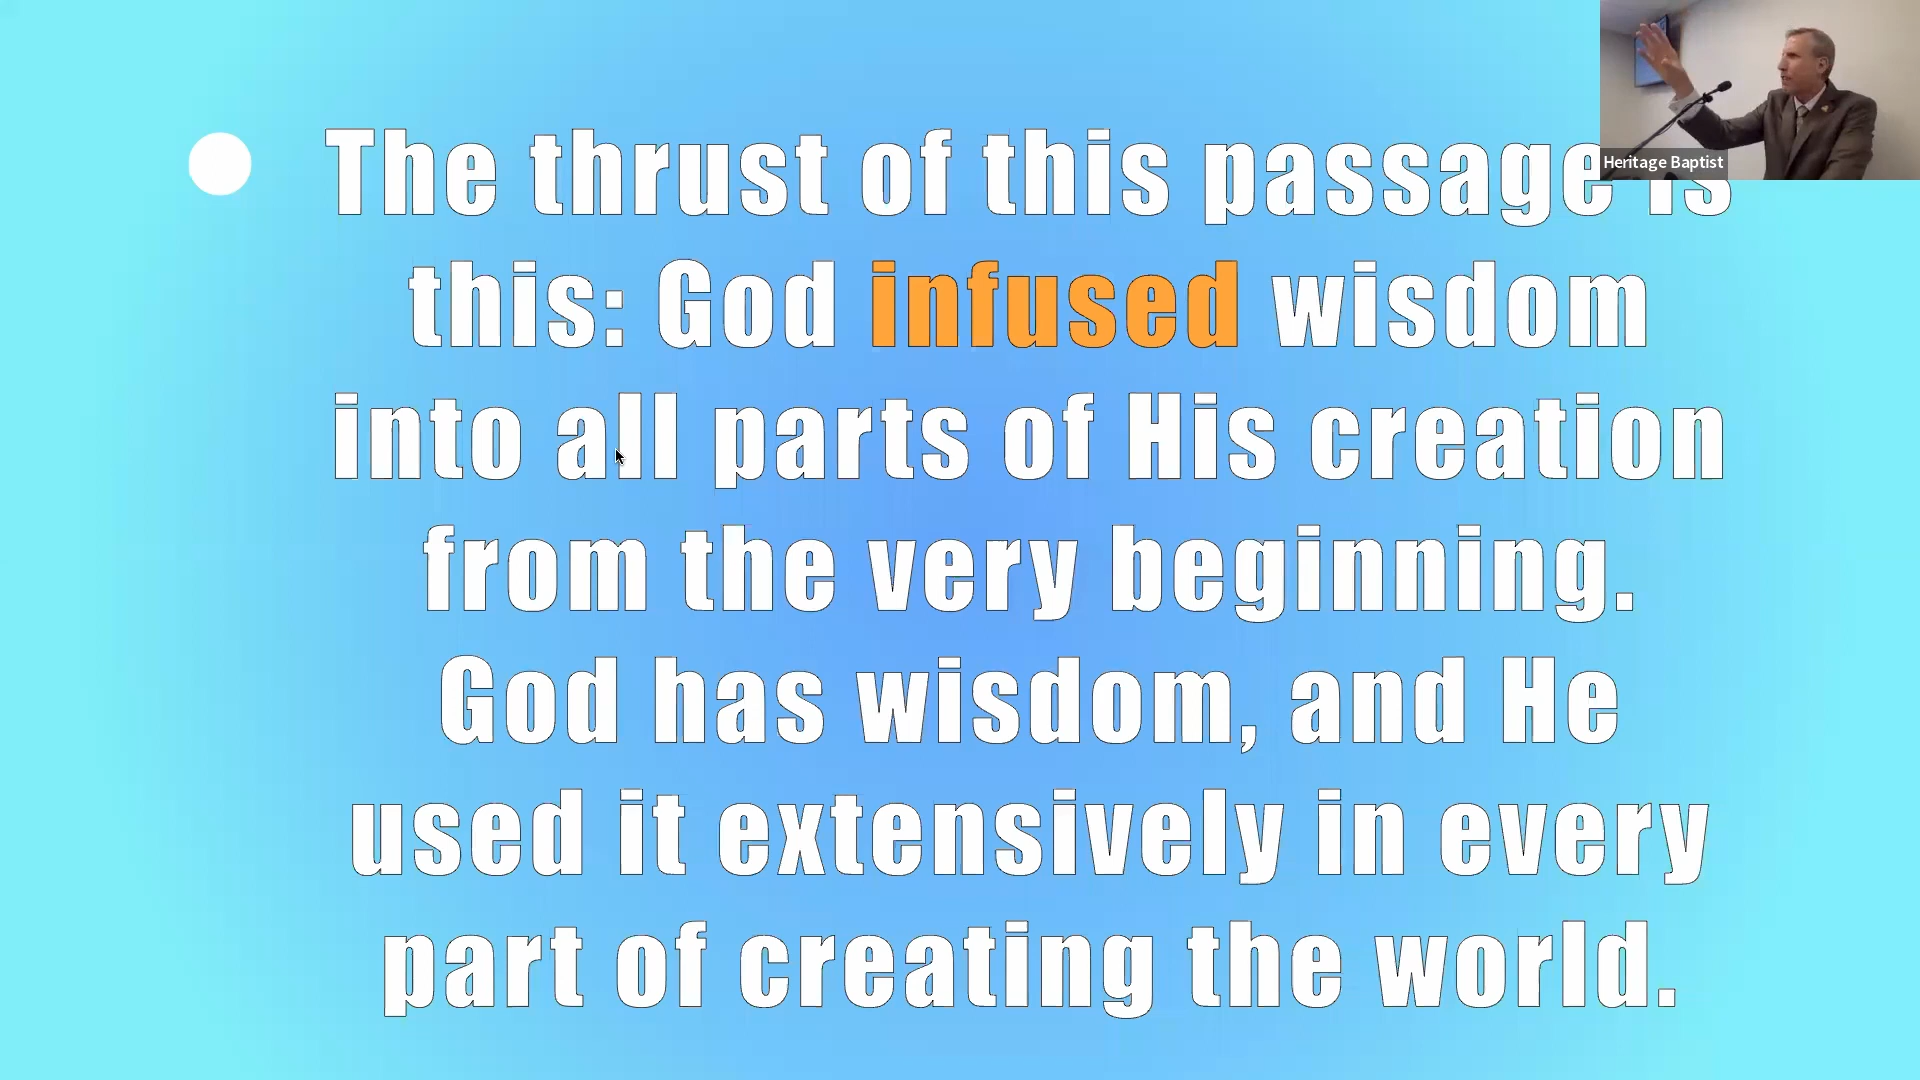 The thrust of this passage is
this: God infused wisdom
into all parts of His creation
from the very beginning.
God has wisdom, and He
used it extensively in every
part of creating the world.
Heritage Baptist